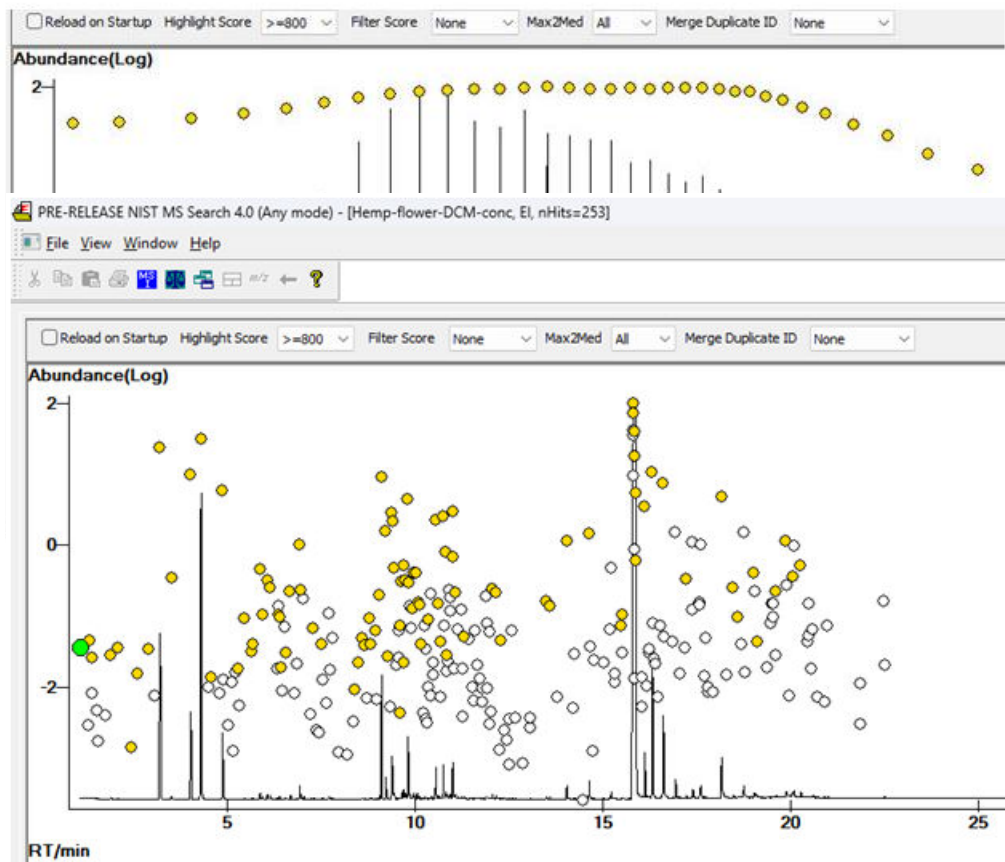 Reload on Startup Highlight Score >=800 Filter Score None Max2Med All Merge Duplicate ID None
Abundance(Log)
2
PRE-RELEASE NIST MS Search 4.0 (Any mode) - [Hemp-flower-DCM-conc, EI, nHits=253]
File View Window Help
MS I m/z ?
Reload on Startup Highlight Score >=800 Filter Score None Max2Med All Merge Duplicate ID None
Abundance(Log)
2
0
-2
5 10 15 20 25
RT/min